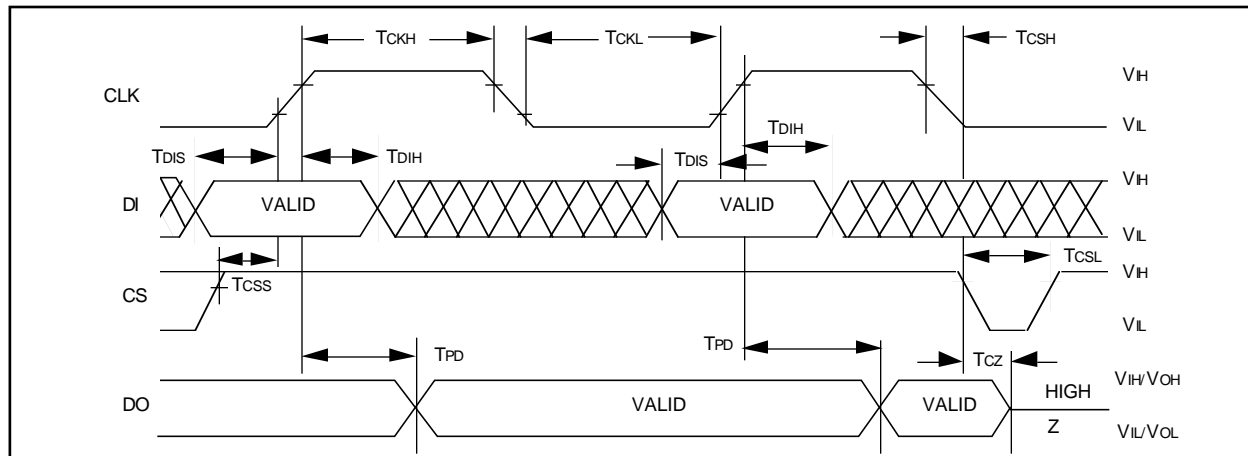 TCKH
TCKL
TCSH
CLK
VIH
VIL
TDIS
TDIH
TDIS
TDIH
DI
VALID
VALID
VIH
VIL
TCSS
TCSL
CS
VIH
VIL
TPD
TPD
TCZ
DO
VALID
VALID
HIGH
Z
VIH/VOH
VIL/VOL